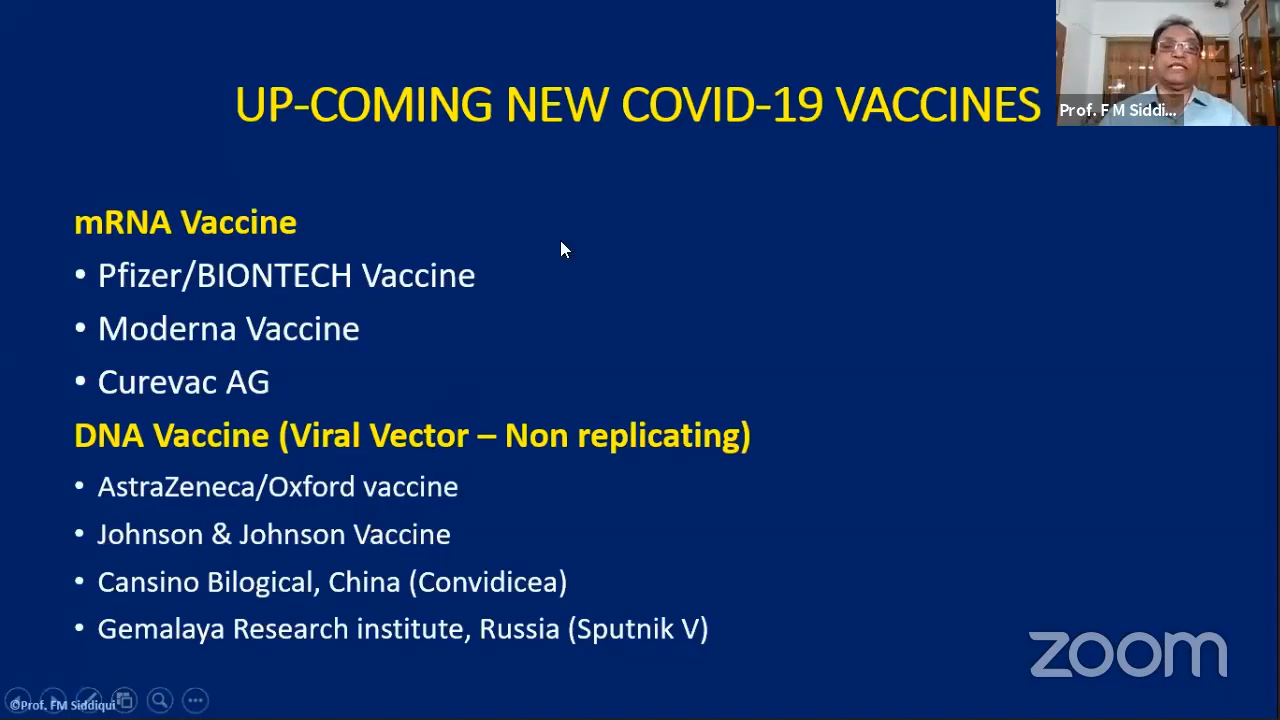 UP-COMING NEW COVID-19 VACCINES
Prof. F M Siddi...
mRNA Vaccine
• Pfizer/BIONTECH Vaccine
• Moderna Vaccine
• Curevac AG
DNA Vaccine (Viral Vector – Non replicating)
• AstraZeneca/Oxford vaccine
• Johnson & Johnson Vaccine
• Cansino Bilogical, China (Convidicea)
• Gemalaya Research institute, Russia (Sputnik V)
zoom
©Prof. FM Siddiqui